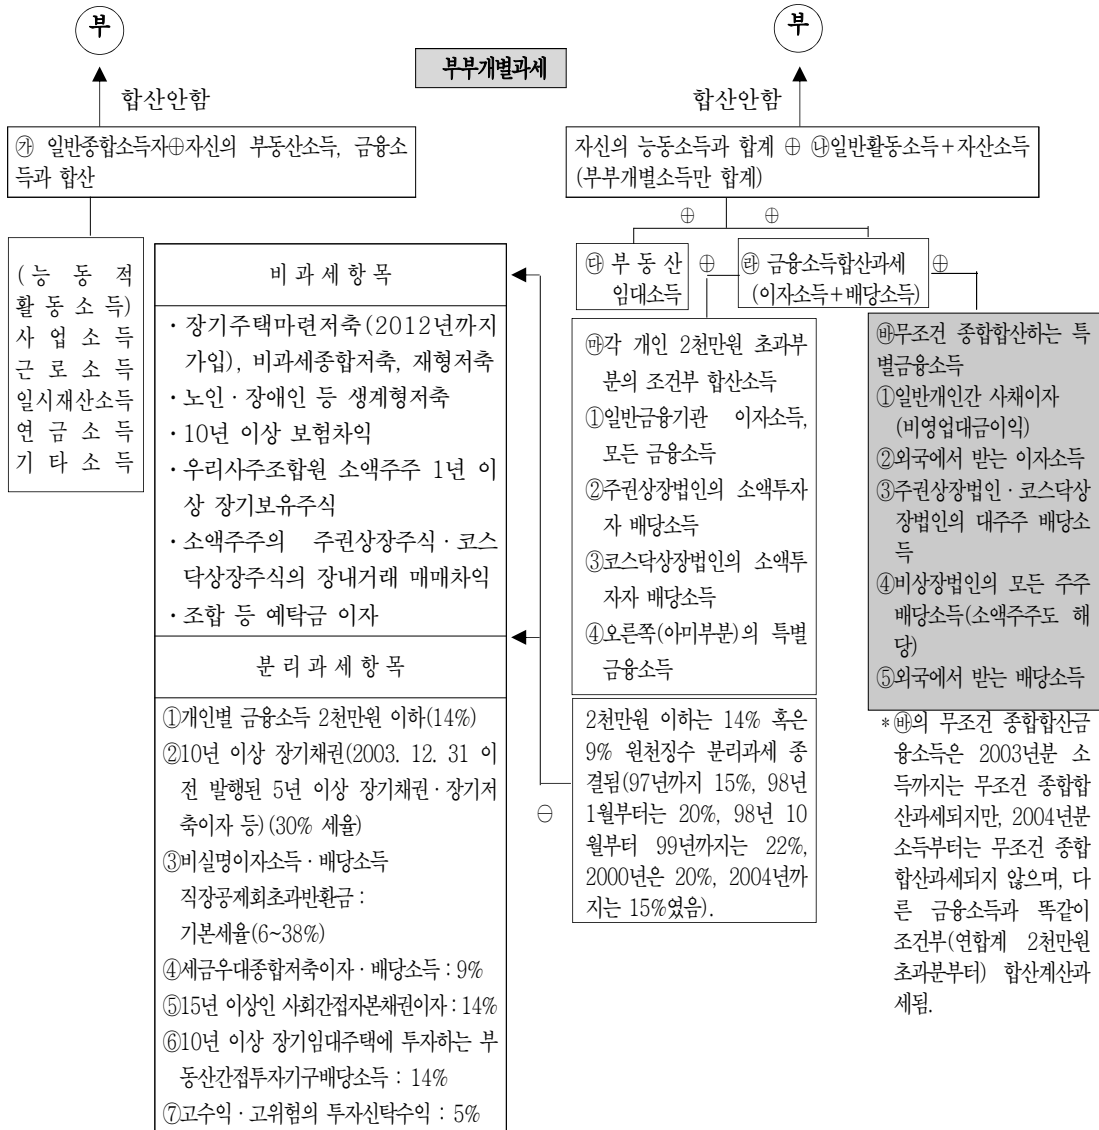 부
부
부부개별과세
합산안함
합산안함
㉮ 일반종합소득자⊕자신의 부동산소득, 금융소
득과 합산
자신의 능동소득과 합계 ⊕ ㉯일반활동소득+자산소득
(부부개별소득만 합계)
⊕ ⊕
(능 동 적
활동소득)
사 업 소 득
근 로 소 득
일시재산소득
연 금 소 득
기 타 소 득
비과세항목
·장기주택마련저축(2012년까지
가입), 비과세종합저축, 재형저축
·노인·장애인 등 생계형저축
·10년 이상 보험차익
·우리사주조합원 소액주주 1년 이
상 장기보유주식
·소액주주의 주권상장주식·코스
닥상장주식의 장내거래 매매차익
·조합 등 예탁금 이자
분리과세항목
①개인별 금융소득 2천만원 이하(14%)
②10년 이상 장기채권(2003. 12. 31 이
전 발행된 5년 이상 장기채권·장기저
축이자 등)(30% 세율)
③비실명이자소득·배당소득
직장공제회초과반환금 :
기본세율(6~38%)
④세금우대종합저축이자·배당소득 : 9%
⑤15년 이상인 사회간접자본채권이자 : 14%
⑥10년 이상 장기임대주택에 투자하는 부
동산간접투자기구배당소득 : 14%
⑦고수익·고위험의 투자신탁수익 : 5%
㉰ 부 동 산
임대소득
⊕
㉱ 금융소득합산과세
(이자소득+배당소득)
⊕
㉲각 개인 2천만원 초과부
분의 조건부 합산소득
①일반금융기관 이자소득,
모든 금융소득
②주권상장법인의 소액투자
자 배당소득
③코스닥상장법인의 소액투
자자 배당소득
④오른쪽(아미부분)의 특별
금융소득
⊖
2천만원 이하는 14% 혹은
9% 원천징수 분리과세 종
결됨(97년까지 15%, 98년
1월부터는 20%, 98년 10
월부터 99년까지는 22%,
2000년은 20%, 2004년까
지는 15%였음).
㉳무조건 종합합산하는 특
별금융소득
①일반개인간 사채이자
(비영업대금이익)
②외국에서 받는 이자소득
③주권상장법인·코스닥상
장법인의 대주주 배당소
득
④비상장법인의 모든 주주
배당소득(소액주주도 해
당)
⑤외국에서 받는 배당소득
*㉳의 무조건 종합합산금
융소득은 2003년분 소
득까지는 무조건 종합합
산과세되지만, 2004년분
소득부터는 무조건 종합
합산과세되지 않으며, 다
른 금융소득과 똑같이
조건부(연합계 2천만원
초과분부터) 합산계산과
세됨.